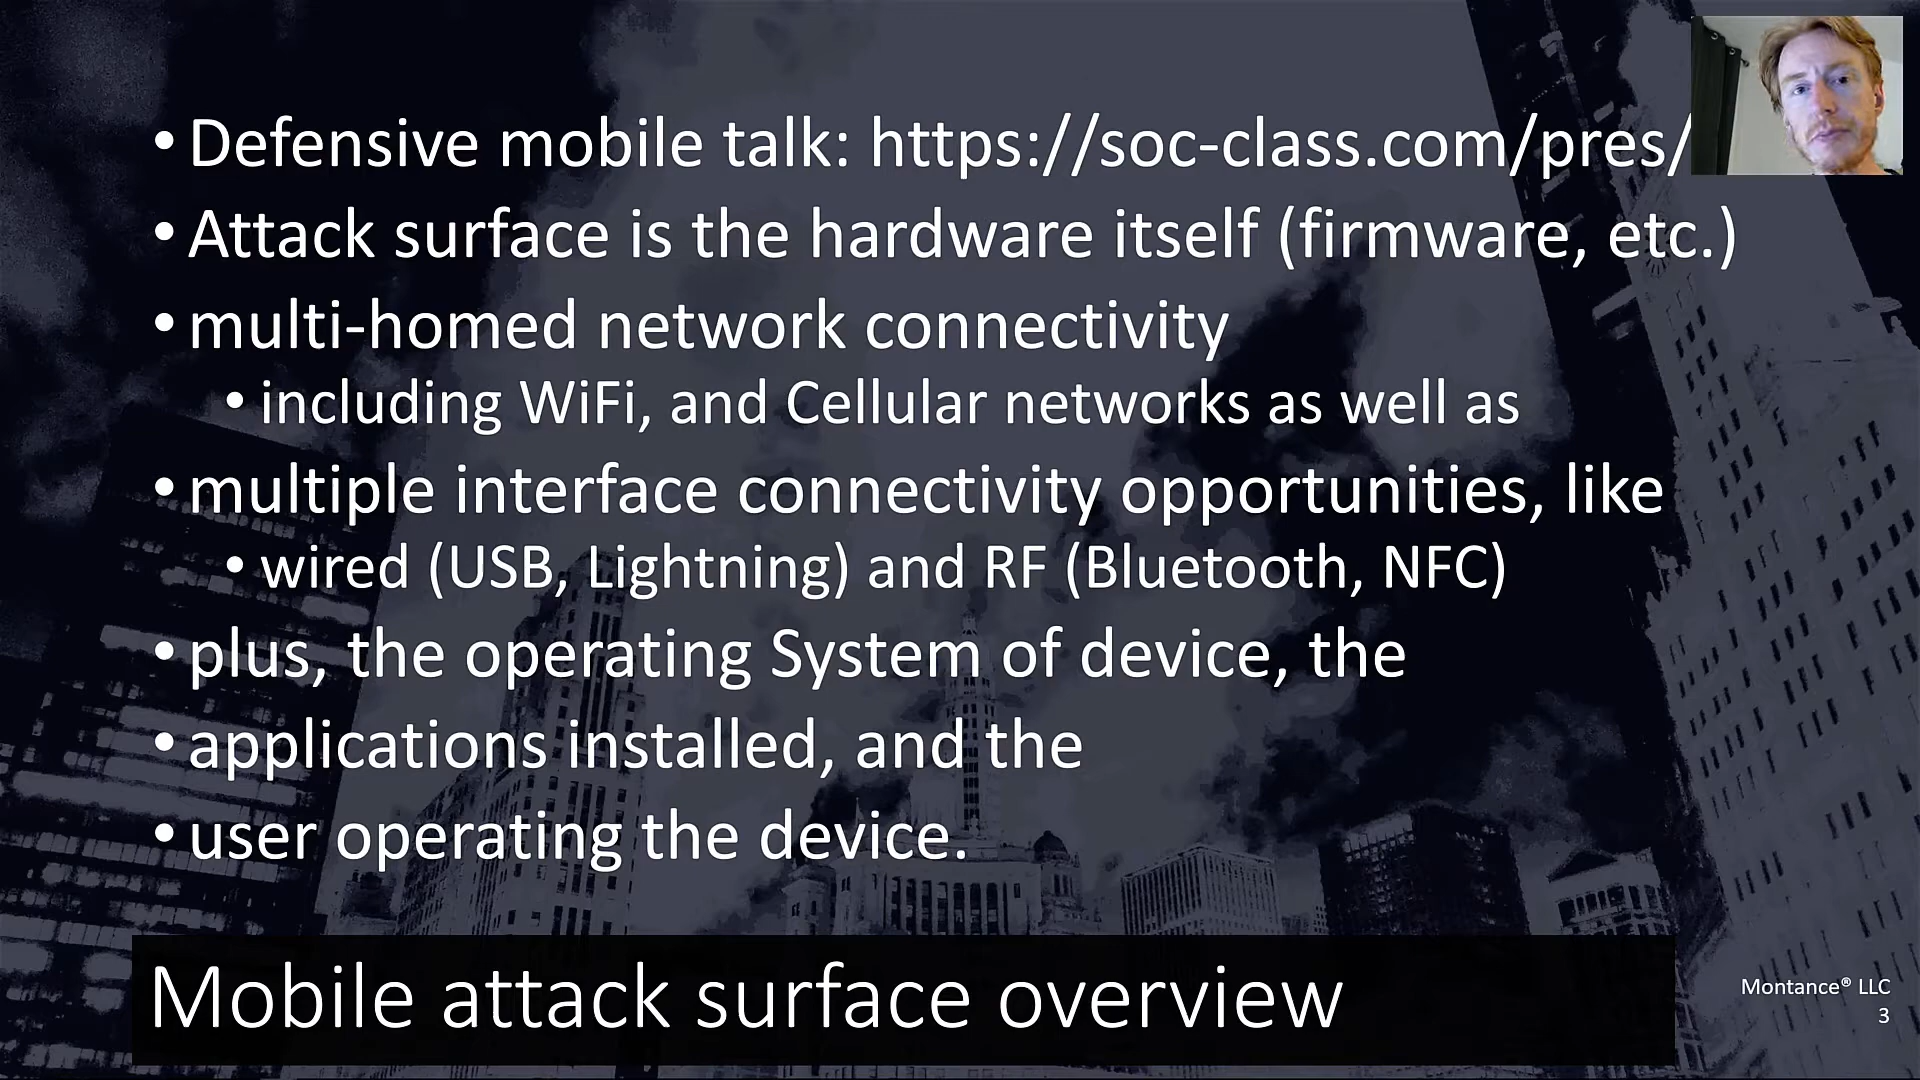 • Defensive mobile talk: https://soc-class.com/pres/
• Attack surface is the hardware itself (firmware, etc.)
• multi-homed network connectivity
• including WiFi, and Cellular networks as well as
• multiple interface connectivity opportunities, like
• wired (USB, Lightning) and RF (Bluetooth, NFC)
• plus, the operating System of device, the
• applications installed, and the
• user operating the device.
Mobile attack surface overview
Montance® LLC
3